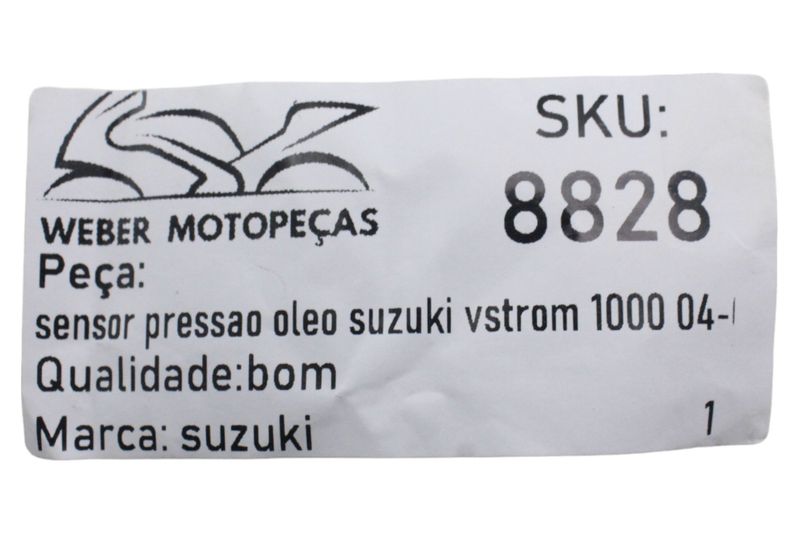 SKU:
8828
WEBER MOTOPEÇAS
Peça:
sensor pressao oleo suzuki vstrom 1000 04-
Qualidade:bom
Marca: suzuki
1